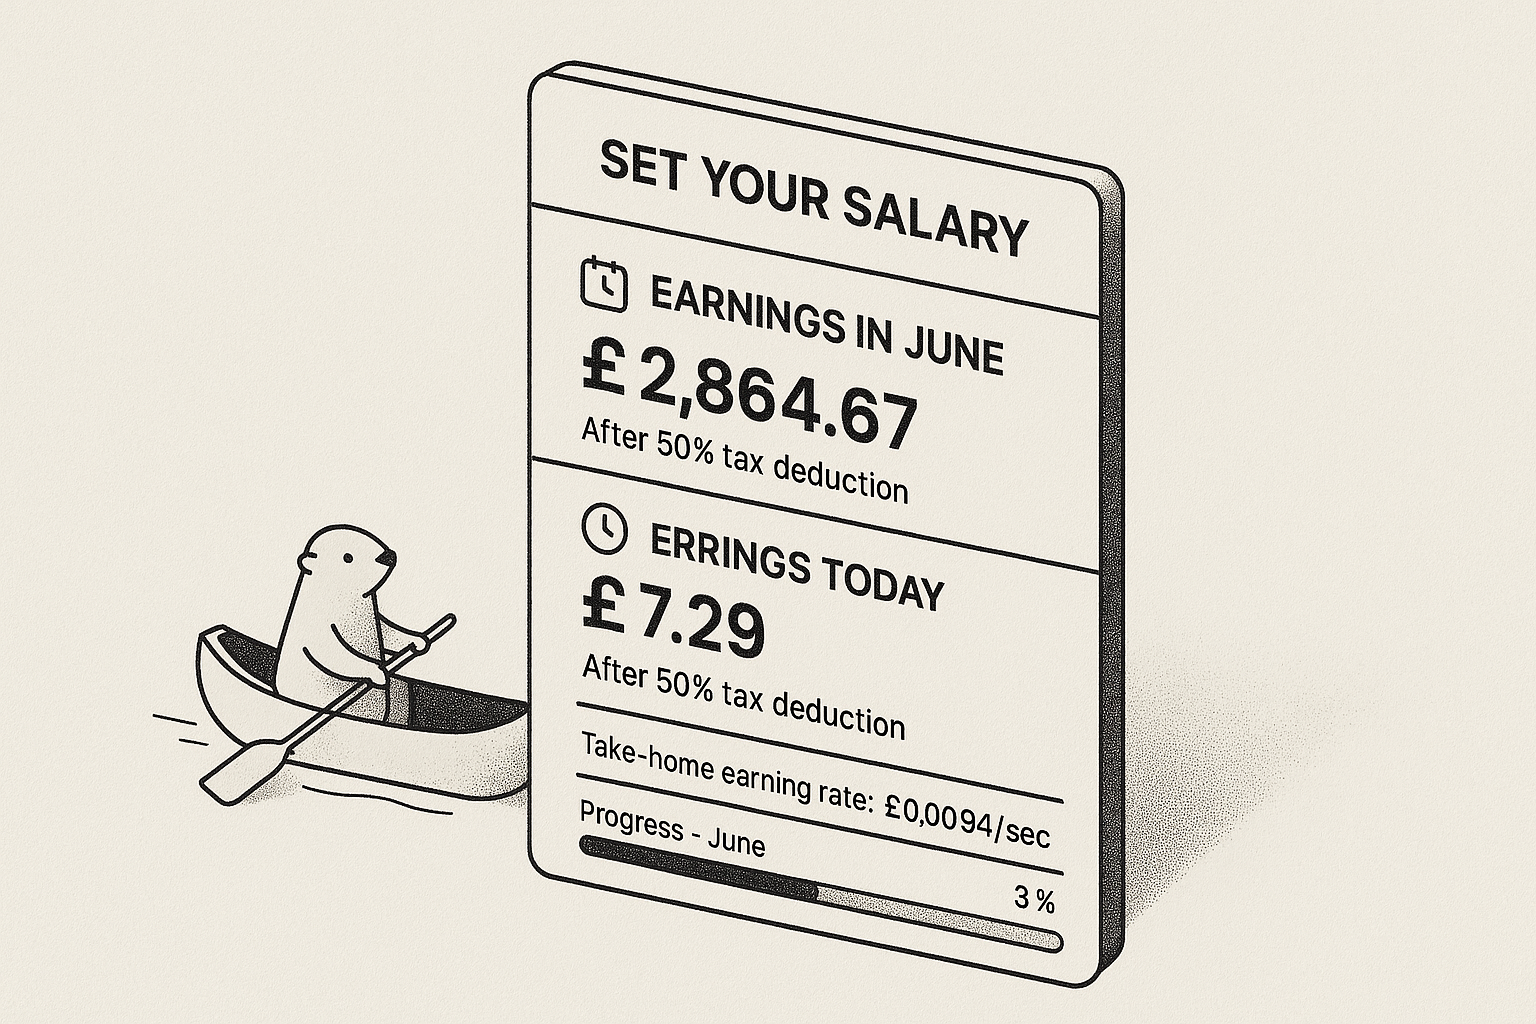 SET YOUR SALARY
EARNINGS IN JUNE
£2,864.67
After 50% tax deduction
ERRINGS TODAY
£7.29
After 50% tax deduction
Take-home earning rate: £0,0094/sec
Progress - June
3%